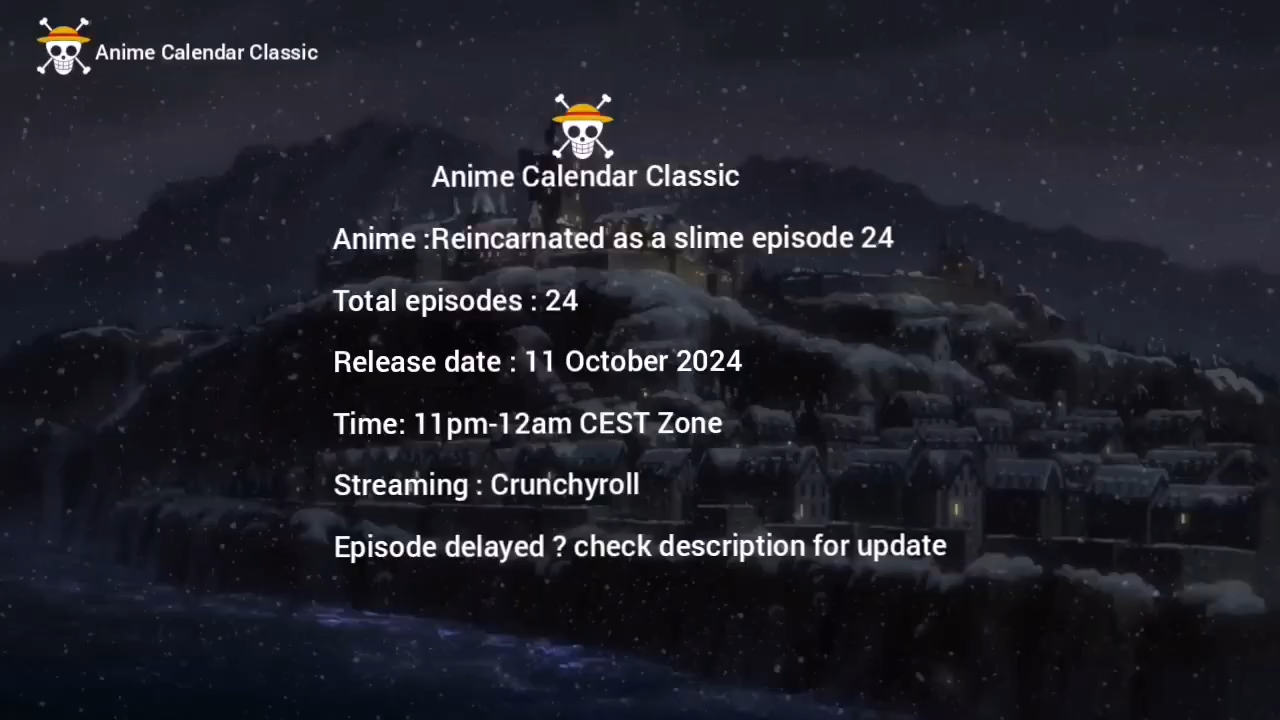 Anime Calendar Classic
Anime Calendar Classic
Anime :Reincarnated as a slime episode 24
Total episodes : 24
Release date : 11 October 2024
Time: 11pm-12am CEST Zone
Streaming : Crunchyroll
Episode delayed ? check description for update